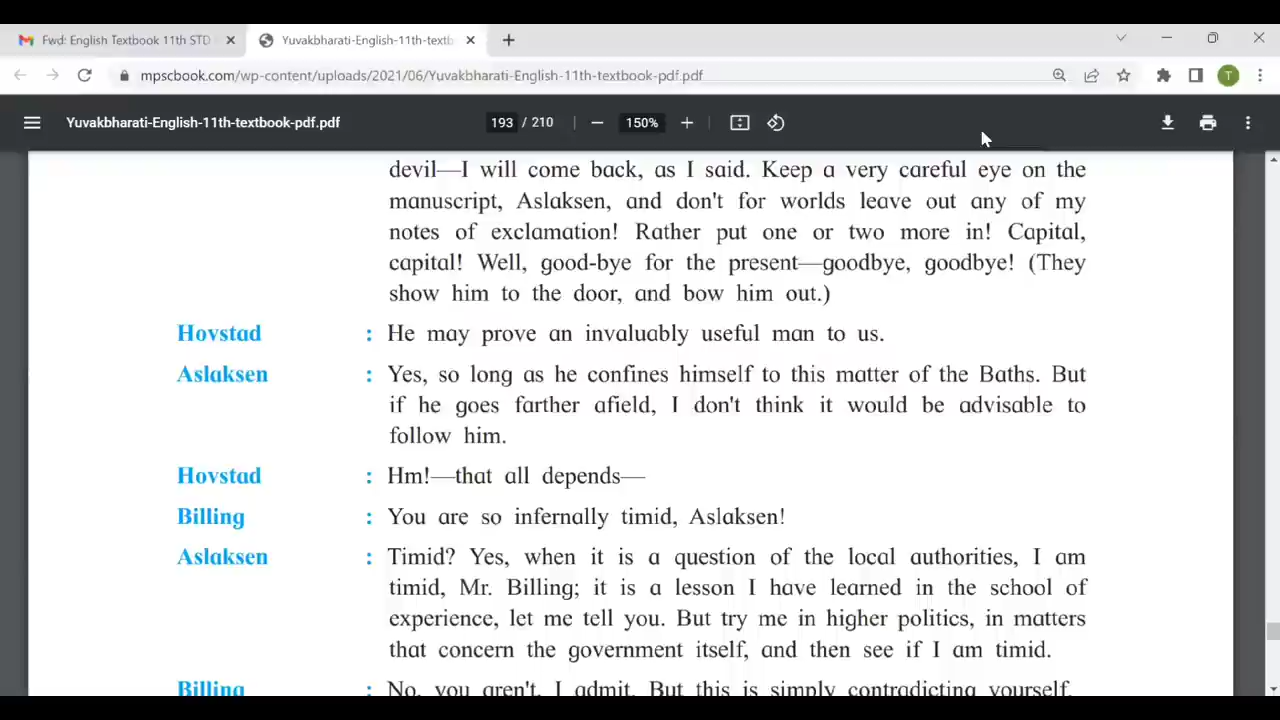 Fwd: English Textbook 11th STD
Yuvakbharati-English-11th-textb
mpscbook.com/wp-content/uploads/2021/06/Yuvakbharati-English-11th-textbook-pdf.pdf
T
Yuvakbharati-English-11th-textbook-pdf.pdf
193 / 210
150%
devil—I will come back, as I said. Keep a very careful eye on the
manuscript, Aslaksen, and don't for worlds leave out any of my
notes of exclamation! Rather put one or two more in! Capital,
capital! Well, good-bye for the present—goodbye, goodbye! (They
show him to the door, and bow him out.)
Hovstad : He may prove an invaluably useful man to us.
Aslaksen : Yes, so long as he confines himself to this matter of the Baths. But
if he goes farther afield, I don't think it would be advisable to
follow him.
Hovstad : Hm!—that all depends—
Billing : You are so infernally timid, Aslaksen!
Aslaksen : Timid? Yes, when it is a question of the local authorities, I am
timid, Mr. Billing; it is a lesson I have learned in the school of
experience, let me tell you. But try me in higher politics, in matters
that concern the government itself, and then see if I am timid.
Billing : No, you aren't, I admit. But this is simply contradicting yourself.